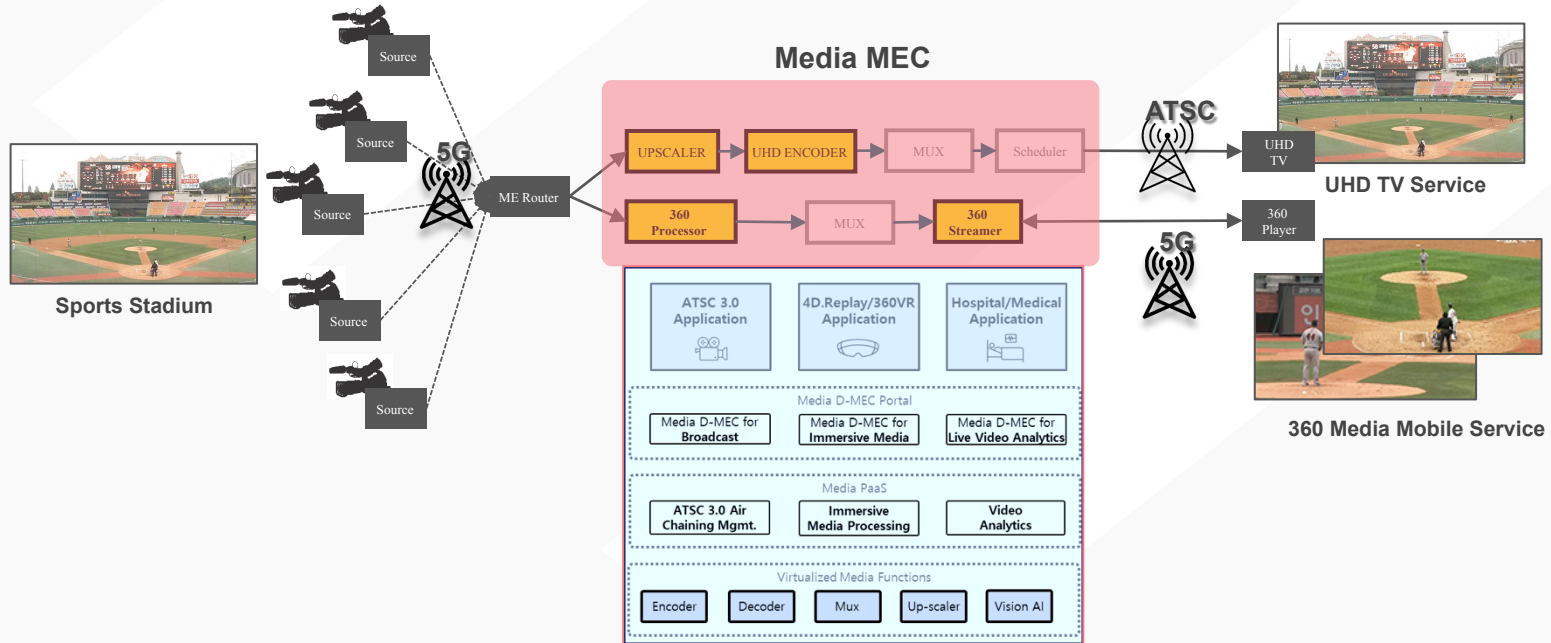 Media MEC
Source
Source
Source
Source
Source
5G
ME Router
Sports Stadium
UPSCALER
UHD ENCODER
MUX
Scheduler
360
Processor
MUX
360
Streamer
ATSC
5G
UHD
TV
360
Player
UHD TV Service
360 Media Mobile Service
ATSC 3.0
Application
4D.Replay/360VR
Application
Hospital/Medical
Application
Media D-MEC Portal
Media D-MEC for
Broadcast
Media D-MEC for
Immersive Media
Media D-MEC for
Live Video Analytics
Media PaaS
ATSC 3.0 Air
Chaining Mgmt.
Immersive
Media Processing
Video
Analytics
Virtualized Media Functions
Encoder
Decoder
Mux
Up-scaler
Vision AI